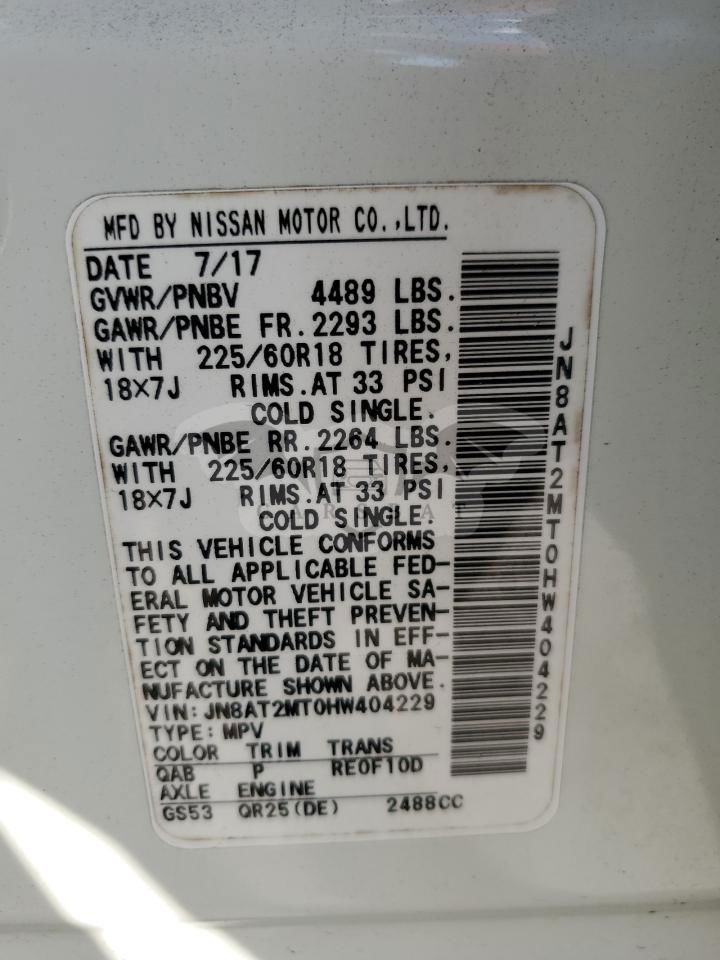 MFD BY NISSAN MOTOR CO.,LTD.
DATE 7/17
GVWR/PNBV 4489 LBS.
GAWR/PNBE FR.2293 LBS.
WITH 225/60R18 TIRES,
18X7J RIMS.AT 33 PSI
COLD SINGLE.
GAWR/PNBE RR.2264 LBS.
WITH 225/60R18 TIRES,
18X7J RIMS.AT 33 PSI
COLD SINGLE.
THIS VEHICLE CONFORMS
TO ALL APPLICABLE FED-
ERAL MOTOR VEHICLE SA-
FETY AND THEFT PREVEN-
TION STANDARDS IN EFF-
ECT ON THE DATE OF MA-
NUFACTURE SHOWN ABOVE.
VIN:JN8AT2MT0HW404229
TYPE:MPV
COLOR TRIM TRANS
QAB P RE0F10D
AXLE ENGINE
GS53 QR25(DE) 2488CC
JN8AT2MT0HW404229